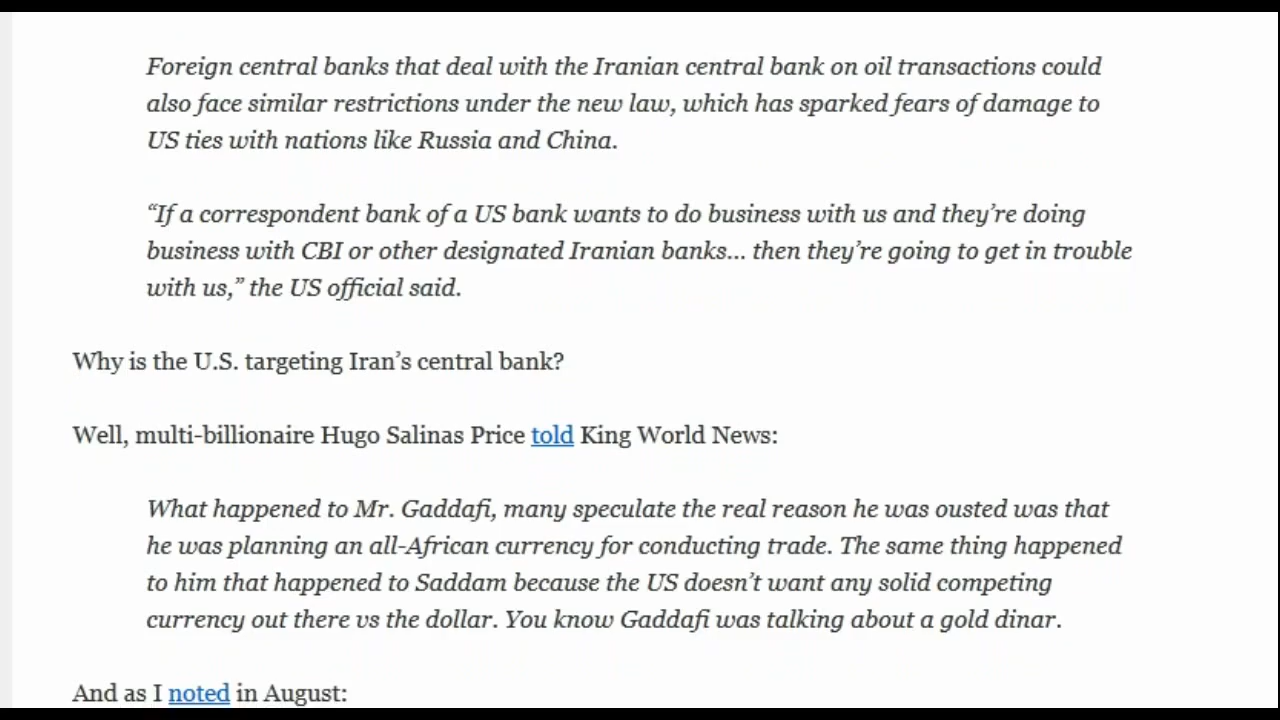 Foreign central banks that deal with the Iranian central bank on oil transactions could
also face similar restrictions under the new law, which has sparked fears of damage to
US ties with nations like Russia and China.
“If a correspondent bank of a US bank wants to do business with us and they’re doing
business with CBI or other designated Iranian banks… then they’re going to get in trouble
with us,” the US official said.
Why is the U.S. targeting Iran’s central bank?
Well, multi-billionaire Hugo Salinas Price told King World News:
What happened to Mr. Gaddafi, many speculate the real reason he was ousted was that
he was planning an all-African currency for conducting trade. The same thing happened
to him that happened to Saddam because the US doesn’t want any solid competing
currency out there vs the dollar. You know Gaddafi was talking about a gold dinar.
And as I noted in August: